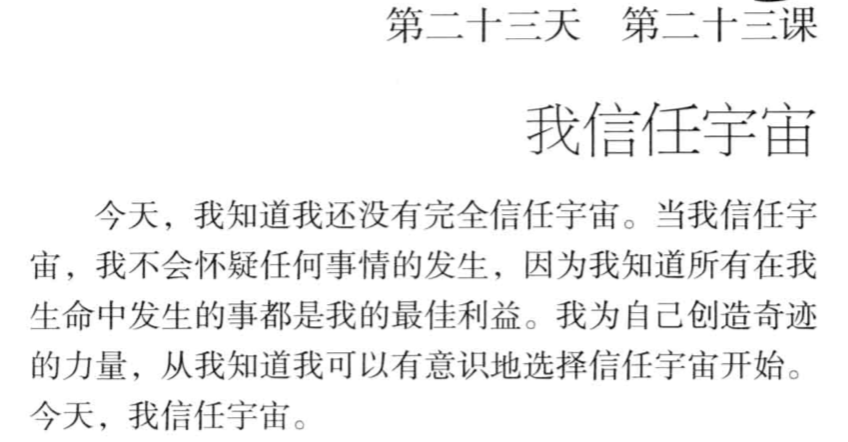 第二十三天　第二十三课
我信任宇宙
今天，我知道我还没有完全信任宇宙。当我信任宇
宙，我不会怀疑任何事情的发生，因为我知道所有在我
生命中发生的事都是我的最佳利益。我为自己创造奇迹
的力量，从我知道我可以有意识地选择信任宇宙开始。
今天，我信任宇宙。